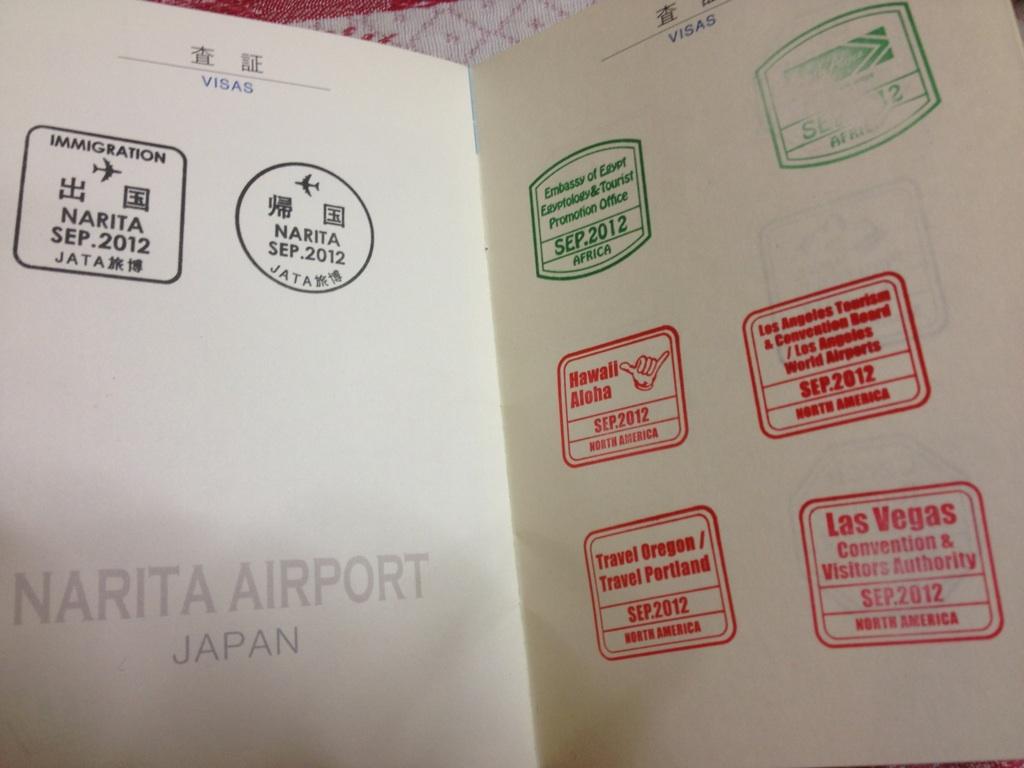 査証
VISAS
IMMIGRATION
出 国
NARITA
SEP.2012
JATA旅博
帰 国
NARITA
SEP.2012
JATA旅博
NARITA AIRPORT
JAPAN
査証
VISAS
12
AFRI
Embassy of Egypt
Egyptology & Tourist
Promotion Office
SEP.2012
AFRICA
Hawaii
Aloha
SEP.2012
NORTH AMERICA
Los Angeles Tourism
& Convention Board
/ Los Angeles
World Airports
SEP.2012
NORTH AMERICA
Travel Oregon /
Travel Portland
SEP.2012
NORTH AMERICA
Las Vegas
Convention &
Visitors Authority
SEP.2012
NORTH AMERICA